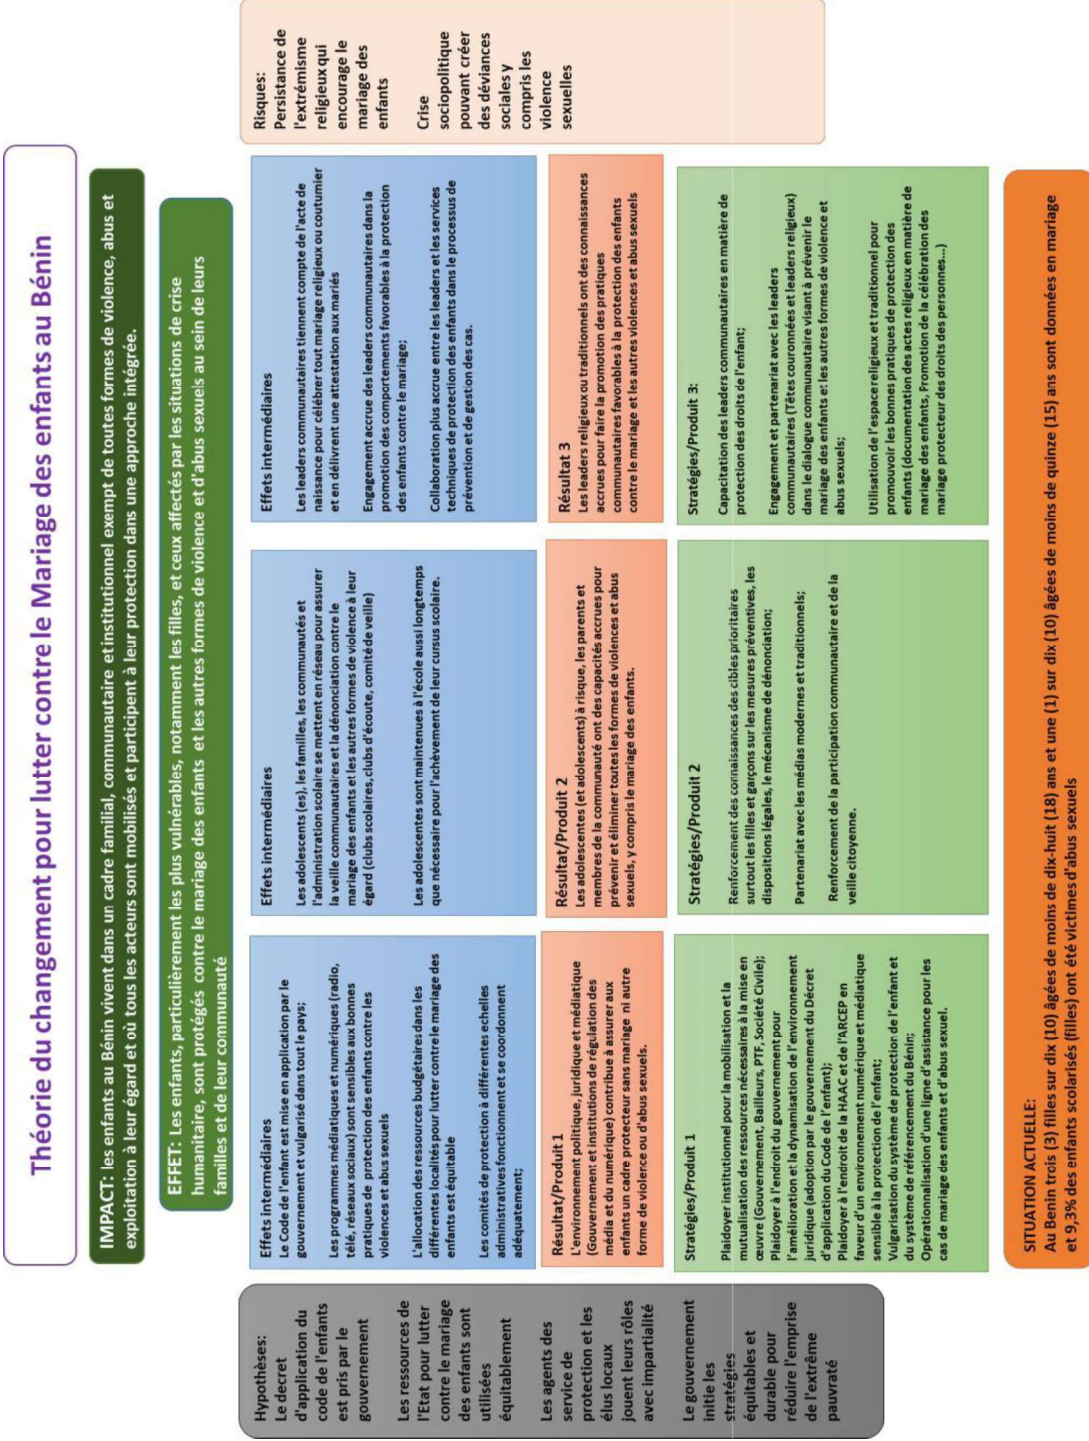 Théorie du changement pour lutter contre le Mariage des enfants au Bénin
IMPACT: les enfants au Bénin vivent dans un cadre familial, communautaire et institutionnel exempt de toutes formes de violence, abus et
exploitation à leur égard et où tous les acteurs sont mobilisés et participent à leur protection dans une approche intégrée.
EFFET: Les enfants, particulièrement les plus vulnérables, notamment les filles, et ceux affectés par les situations de crise
humanitaire, sont protégés contre le mariage des enfants et les autres formes de violence et d'abus sexuels au sein de leurs
familles et de leur communauté
Hypothèses:
Le decret
d'application du
code de l'enfants
est pris par le
gouvernement
Les ressources de
l'Etat pour lutter
contre le mariage
des enfants sont
utilisées
équitablement
Les agents des
service de
protection et les
élus locaux
jouent leurs rôles
avec impartialité
Le gouvernement
initie les
stratégies
équitables et
durable pour
réduire l'emprise
de l'extrême
pauvraté
Effets intermédiaires
Le Code de l'enfant est mise en application par le
gouvernement et vulgarisé dans tout le pays;
Les programmes médiatiques et numériques (radio,
télé, réseaux sociaux) sont sensibles aux bonnes
pratiques de protection des enfants contre les
violences et abus sexuels
L'allocation des ressources budgétaires dans les
différentes localités pour lutter contre le mariage des
enfants est équitable
Les comités de protection à différentes echelles
administratives fonctionnent et se coordonnent
adéquatement;
Résultat/Produit 1
L'environnement politique, juridique et médiatique
(Gouvernement et institutions de régulation des
média et du numérique) contribue à assurer aux
enfants un cadre protecteur sans mariage ni autre
forme de violence ou d'abus sexuels.
Stratégies/Produit 1
Plaidoyer institutionnel pour la mobilisation et la
mutualisation des ressources nécessaires à la mise en
œuvre (Gouvernement, Bailleurs, PTF, Société Civile);
Plaidoyer à l'endroit du gouvernement pour
l'amélioration et la dynamisation de l'environnement
juridique (adoption par le gouvernement du Décret
d'application du Code de l'enfant);
Plaidoyer à l'endroit de la HAAC et de l'ARCEP en
faveur d'un environnement numérique et médiatique
sensible à la protection de l'enfant;
Vulgarisation du système de protection de l'enfant et
du système de référencement du Bénin;
Opérationnalisation d'une ligne d'assistance pour les
cas de mariage des enfants et d'abus sexuel.
Effets intermédiaires
Les adolescents (es), les familles, les communautés et
l'administration scolaire se mettent en réseau pour assurer
la veille communautaires et la dénonciation contre le
mariage des enfants et les autres formes de violence à leur
égard (clubs scolaires, clubs d'écoute, comité de veille)
Les adolescentes sont maintenues à l'école aussi longtemps
que nécessaire pour l'achèvement de leur cursus scolaire.
Résultat/Produit 2
Les adolescentes (et adolescents) à risque, les parents et
membres de la communauté ont des capacités accrues pour
prévenir et éliminer toutes les formes de violences et abus
sexuels, y compris le mariage des enfants.
Stratégies/Produit 2
Renforcement des connaissances des cibles prioritaires
surtout les filles et garçons sur les mesures préventives, les
dispositions légales, le mécanisme de dénonciation;
Partenariat avec les médias modernes et traditionnels;
Renforcement de la participation communautaire et de la
veille citoyenne.
Effets intermédiaires
Les leaders communautaires tiennent compte de l'acte de
naissance pour célébrer tout mariage religieux ou coutumier
et en délivrent une attestation aux mariés
Engagement accrue des leaders communautaires dans la
promotion des comportements favorables à la protection
des enfants contre le mariage;
Collaboration plus accrue entre les leaders et les services
techniques de protection des enfants dans le processus de
prévention et de gestion des cas.
Résultat 3
Les leaders religieux ou traditionnels ont des connaissances
accrues pour faire la promotion des pratiques
communautaires favorables à la protection des enfants
contre le mariage et les autres violences et abus sexuels
Stratégies/Produit 3:
Capacitation des leaders communautaires en matière de
protection des droits de l'enfant;
Engagement et partenariat avec les leaders
communautaires (Têtes couronnées et leaders religieux)
dans le dialogue communautaire visant à prévenir le
mariage des enfants et les autres formes de violence et
abus sexuels;
Utilisation de l'espace religieux et traditionnel pour
promouvoir les bonnes pratiques de protection des
enfants (documentation des actes religieux en matière de
mariage des enfants, Promotion de la célébration des
mariage protecteur des droits des personnes...)
Risques:
Persistance de
l'extrémisme
religieux qui
encourage le
mariage des
enfants
Crise
sociopolitique
pouvant créer
des déviances
sociales y
compris les
violence
sexuelles
SITUATION ACTUELLE:
Au Benin trois (3) filles sur dix (10) âgées de moins de dix-huit (18) ans et une (1) sur dix (10) âgées de moins de quinze (15) ans sont données en mariage
et 9,3% des enfants scolarisés (filles) ont été victimes d'abus sexuels